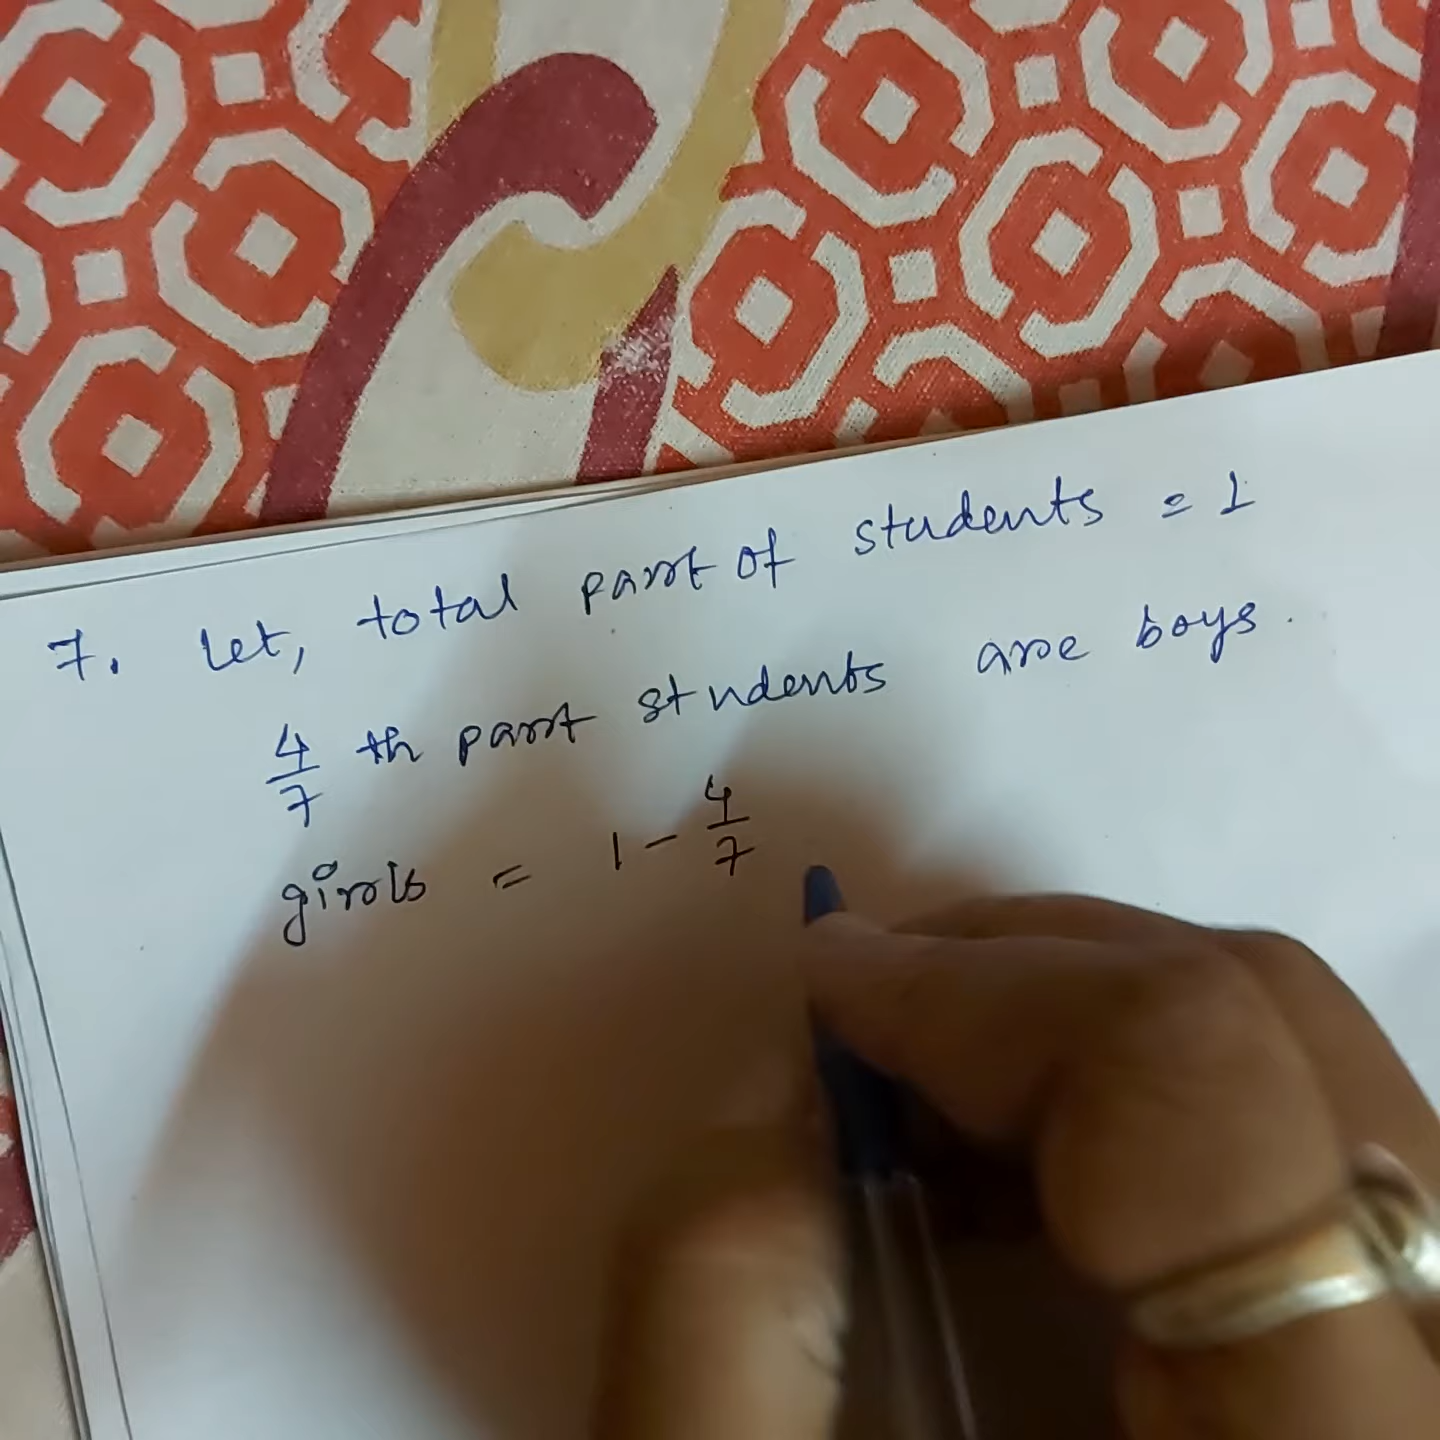 7. Let, total part of students = 1
4/7 th part students are boys.
girls = 1 - 4/7